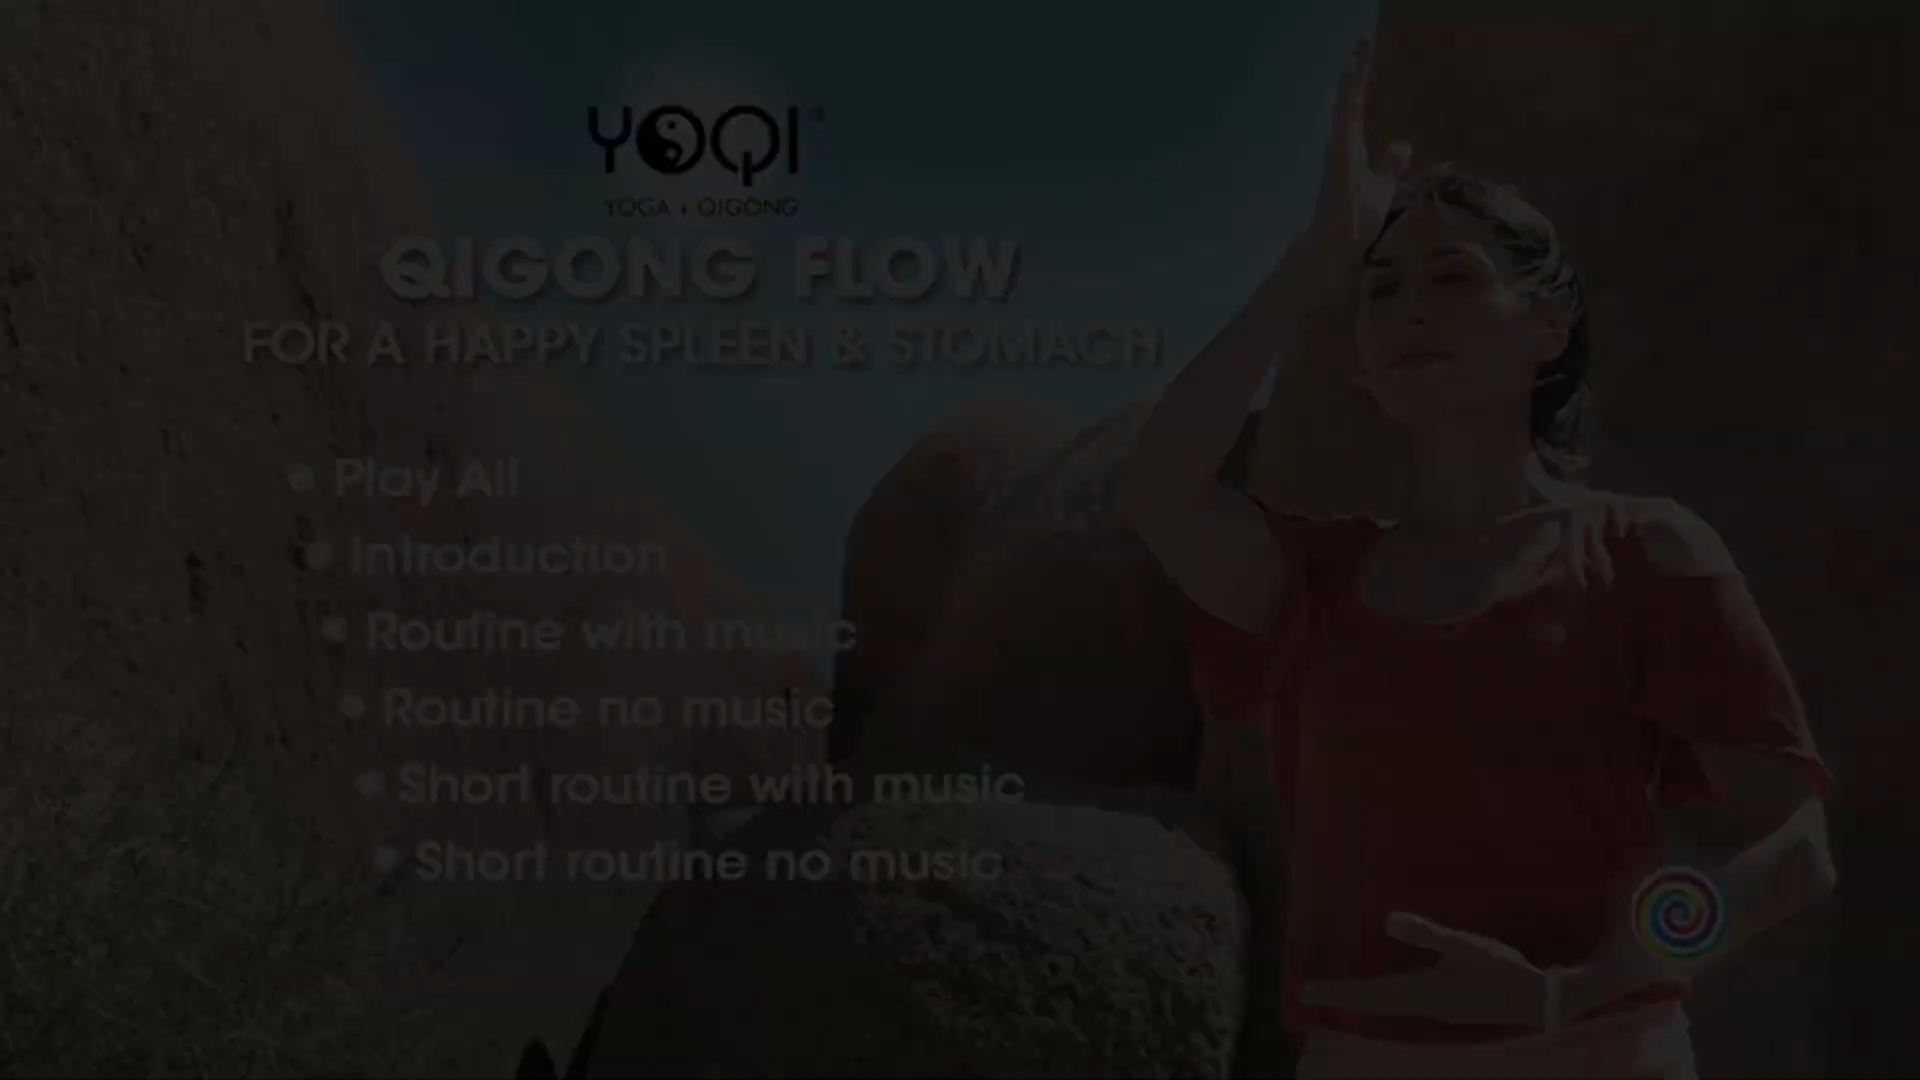 YOQI®
YOGA + QIGONG
QIGONG FLOW
FOR A HAPPY SPLEEN & STOMACH
• Play All
• Introduction
• Routine with music
• Routine no music
• Short routine with music
• Short routine no music